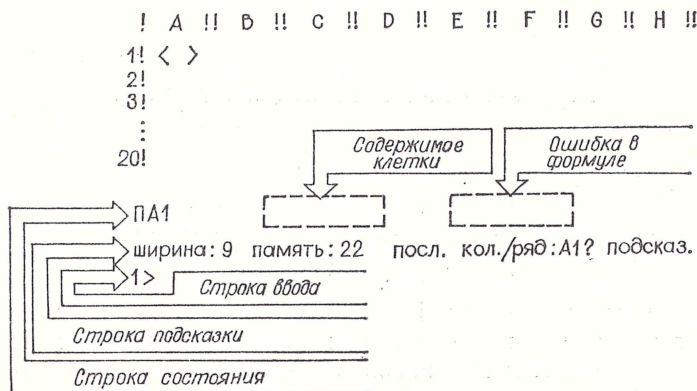 ! A !! B !! C !! D !! E !! F !! G !! H !!
1! < >
2!
3!
⋮
20!
Содержимое клетки
Ошибка в формуле
ПА1
ширина: 9 память: 22 посл. кол./ряд: А1? подсказ.
1>
Строка ввода
Строка подсказки
Строка состояния